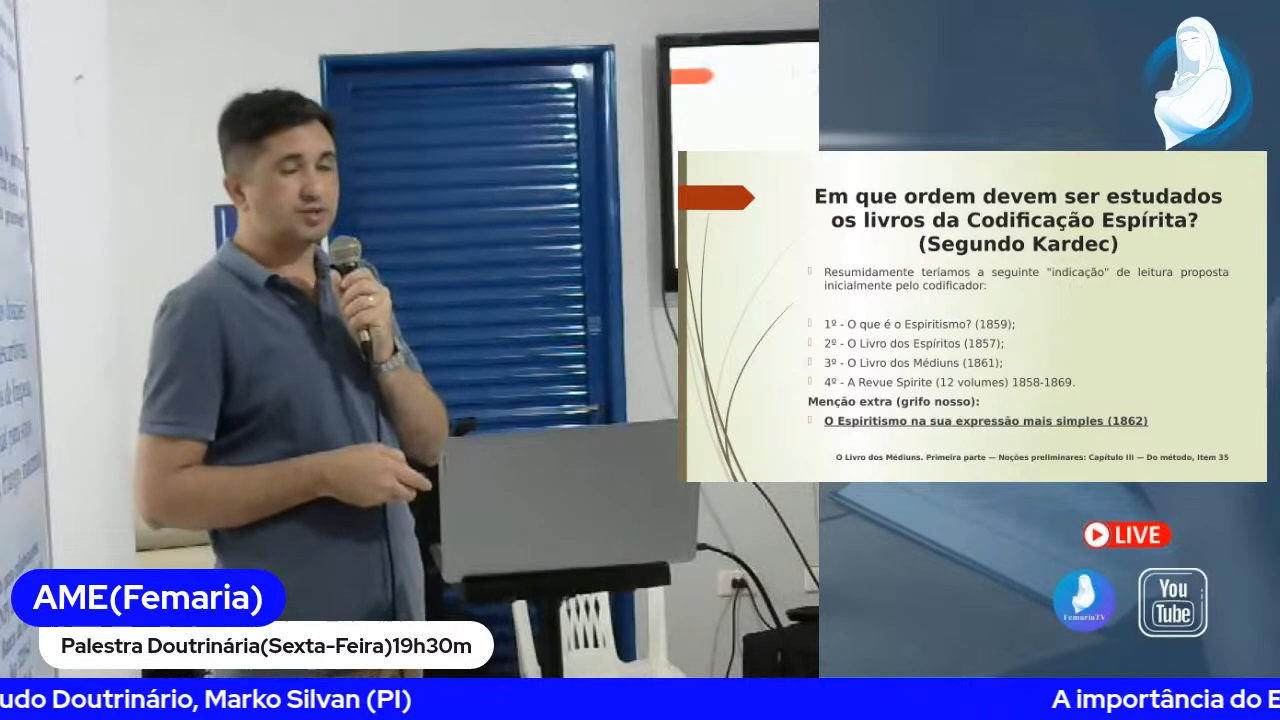 Em que ordem devem ser estudados
os livros da Codificação Espírita?
(Segundo Kardec)
Resumidamente teríamos a seguinte "indicação" de leitura proposta
inicialmente pelo codificador:
1º - O que é o Espiritismo? (1859);
2º - O Livro dos Espíritos (1857);
3º - O Livro dos Médiuns (1861);
4º - A Revue Spirite (12 volumes) 1858-1869.
Menção extra (grifo nosso):
O Espiritismo na sua expressão mais simples (1862)
O Livro dos Médiuns. Primeira parte — Noções preliminares: Capítulo III — Do método, Item 35
LIVE
FemariaTV
You
Tube
AME(Femaria)
Palestra Doutrinária(Sexta-Feira)19h30m
udo Doutrinário, Marko Silvan (PI)
A importância do E